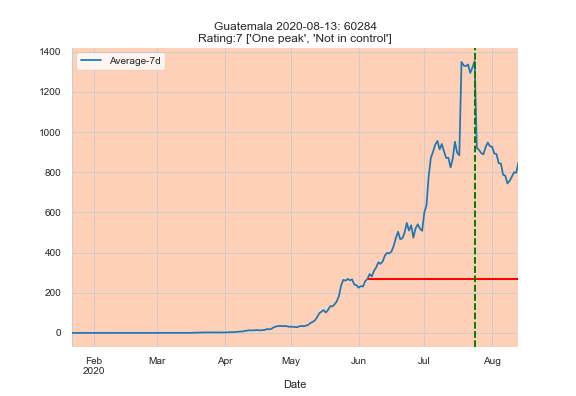 Guatemala 2020-08-13: 60284
Rating:7 ['One peak', 'Not in control']
Average-7d
1400
1200
1000
800
600
400
200
0
Feb
2020
Mar
Apr
May
Jun
Jul
Aug
Date